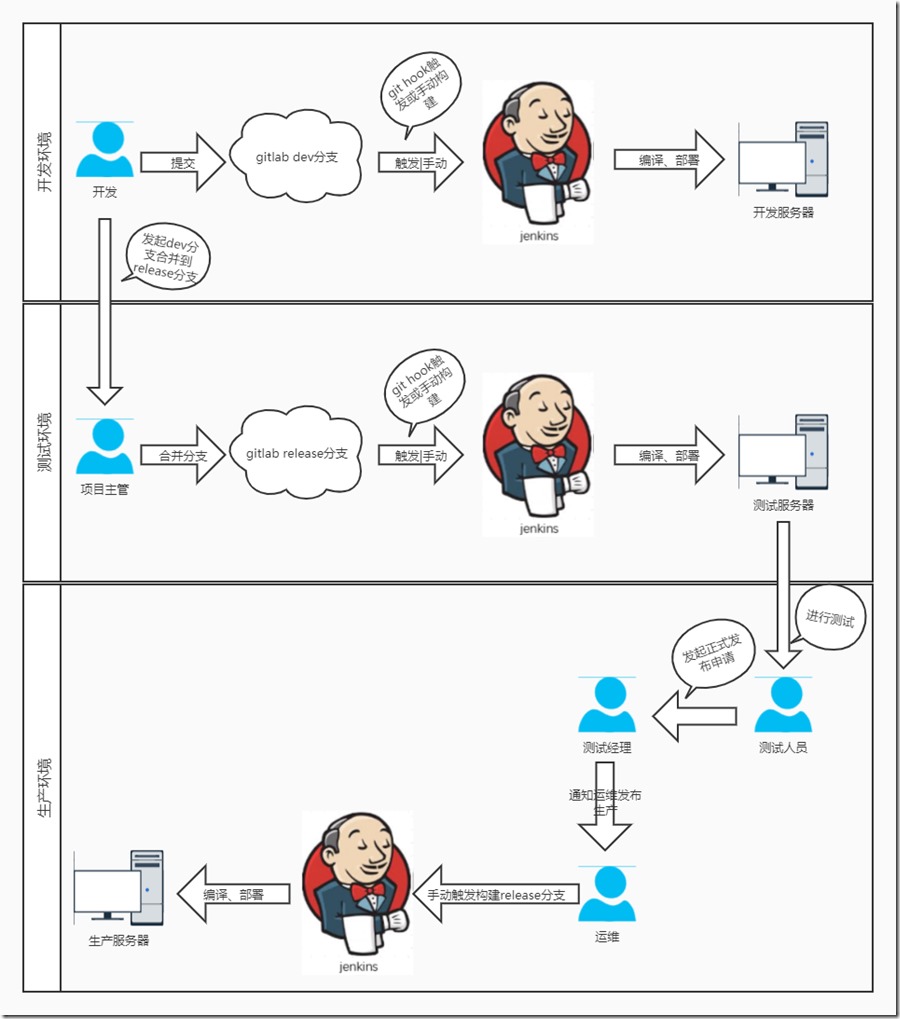 开发环境
git hook触
发或手动构
建
提交
gitlab dev分支
触发|手动
编译、部署
开发
jenkins
开发服务器
发起dev分
支合并到
release分支
测试环境
git hook触
发或手动构
建
合并分支
gitlab release分支
触发|手动
编译、部署
项目主管
jenkins
测试服务器
生产环境
进行测试
发起正式发
布申请
测试经理
测试人员
通知运维发布
生产
编译、部署
手动触发构建release分支
生产服务器
jenkins
运维